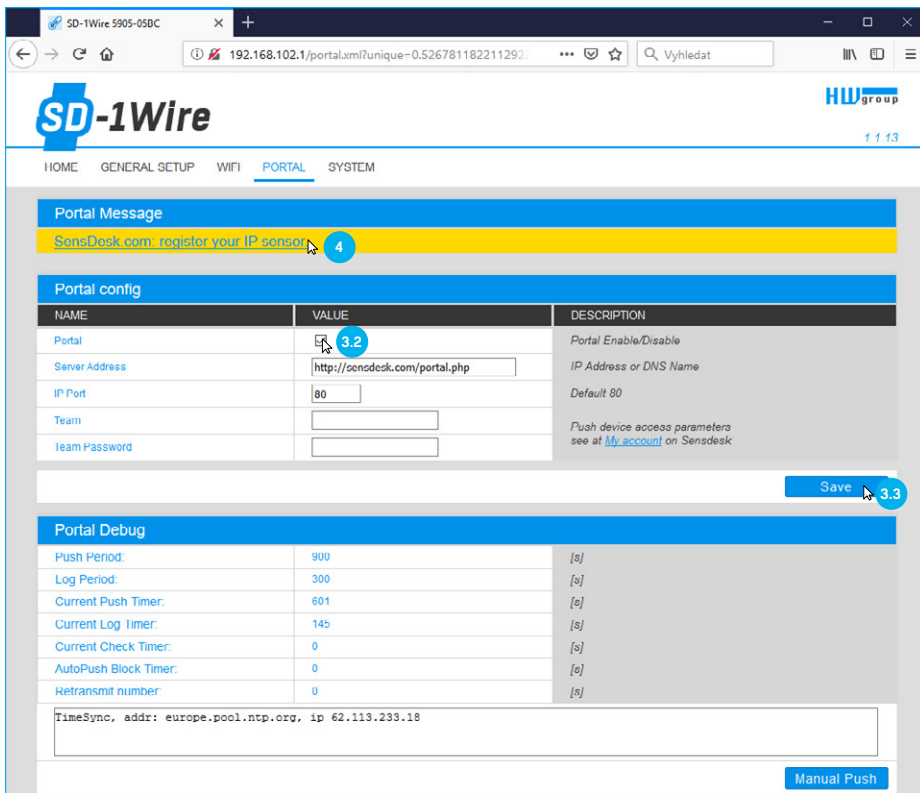 SD-1Wire 5905-05BC
192.168.102.1/portal.xml?unique=0.526781182211292
Vyhledat
SD-1Wire
HWgroup
1 1 13
HOME GENERAL SETUP WIFI PORTAL SYSTEM
Portal Message
SensDesk.com: register your IP sensor
4
Portal config
NAME VALUE DESCRIPTION
Portal 3.2 Portal Enable/Disable
Server Address http://sensdesk.com/portal.php IP Address or DNS Name
IP Port 80 Default 80
Team
Push device access parameters
see at My account on Sensdesk
Team Password
Save 3.3
Portal Debug
Push Period: 900 [s]
Log Period: 300 [s]
Current Push Timer: 601 [s]
Current Log Timer: 145 [s]
Current Check Timer: 0 [s]
AutoPush Block Timer: 0 [s]
Retransmit number: 0 [s]
TimeSync, addr: europe.pool.ntp.org, ip 62.113.233.18
Manual Push